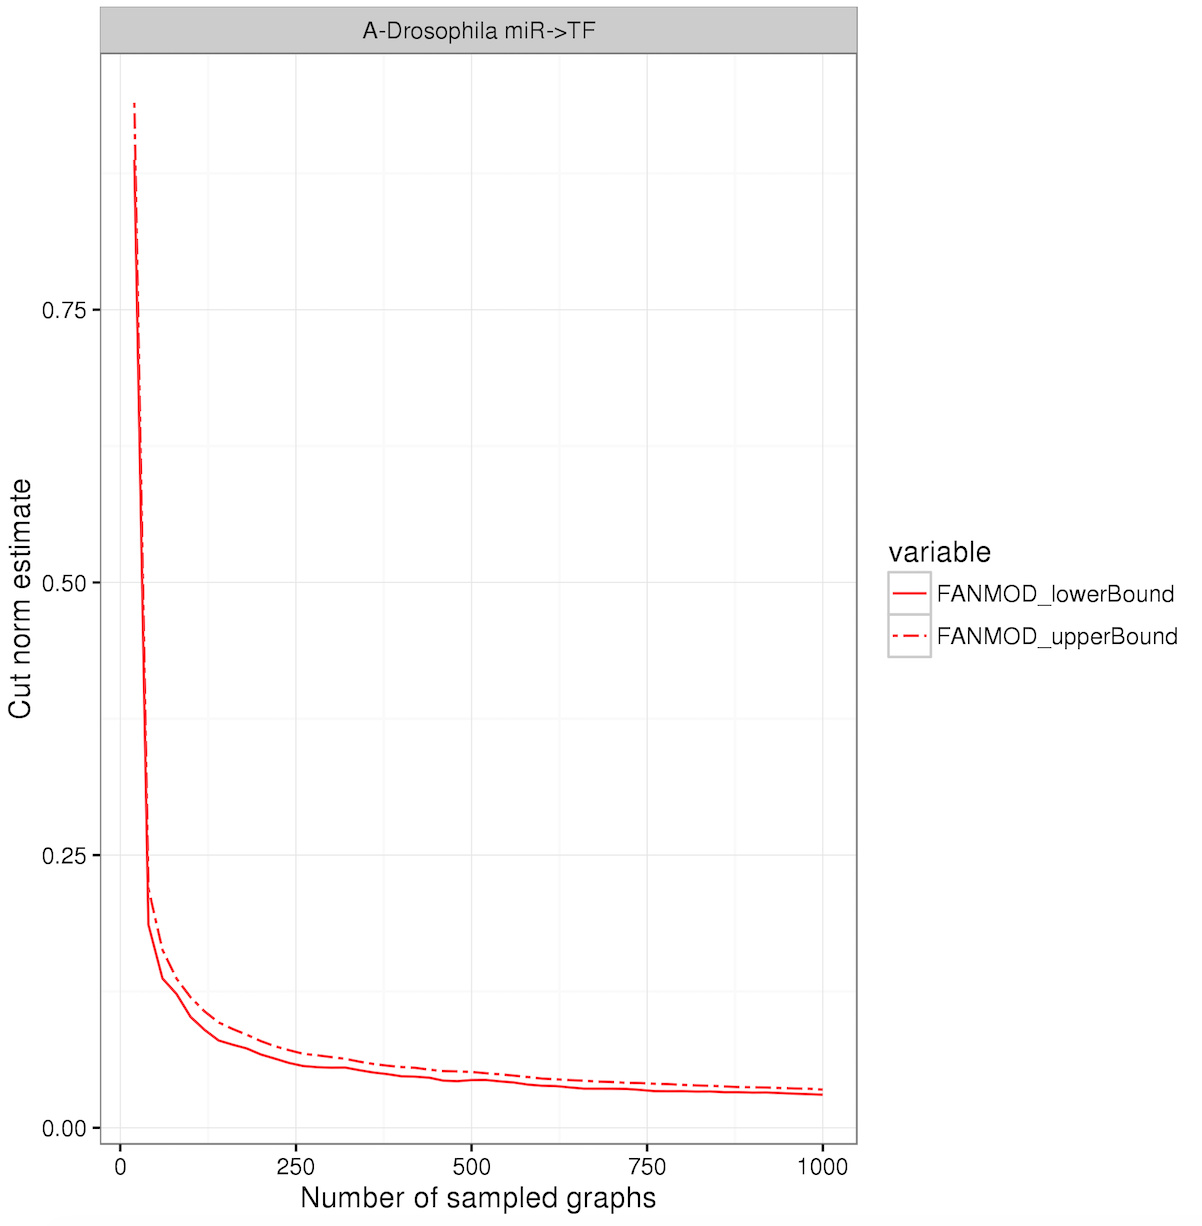 A-Drosophila miR->TF
Cut norm estimate
0.75
0.50
0.25
0.00
0
250
500
750
1000
Number of sampled graphs
variable
FANMOD_lowerBound
FANMOD_upperBound